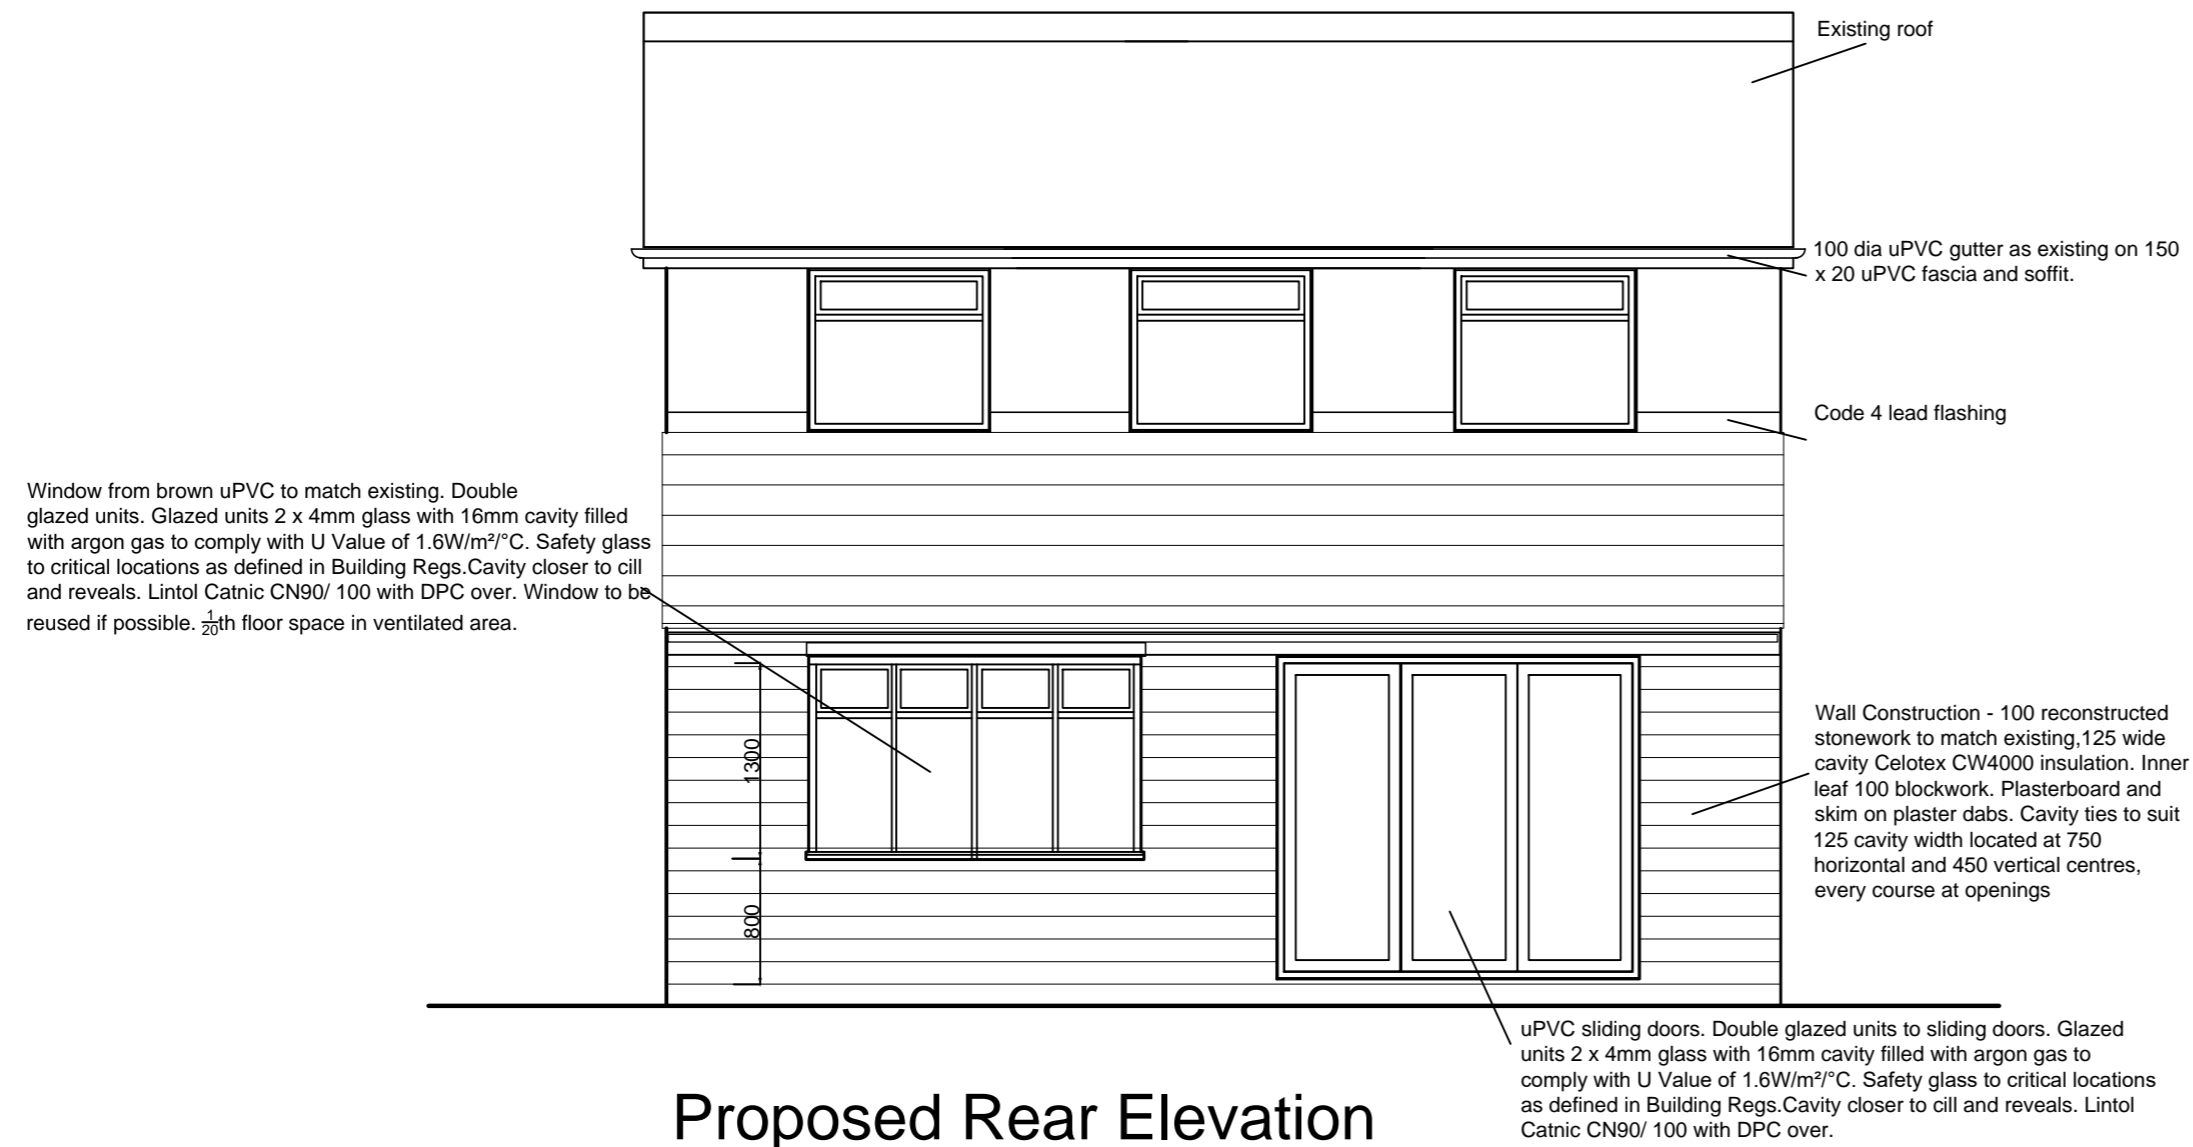 Existing roof
100 dia uPVC gutter as existing on 150
x 20 uPVC fascia and soffit.
Code 4 lead flashing
Window from brown uPVC to match existing. Double
glazed units. Glazed units 2 x 4mm glass with 16mm cavity filled
with argon gas to comply with U Value of 1.6W/m²/°C. Safety glass
to critical locations as defined in Building Regs.Cavity closer to cill
and reveals. Lintol Catnic CN90/ 100 with DPC over. Window to be
reused if possible. 1/20th floor space in ventilated area.
1300
800
Wall Construction - 100 reconstructed
stonework to match existing,125 wide
cavity Celotex CW4000 insulation. Inner
leaf 100 blockwork. Plasterboard and
skim on plaster dabs. Cavity ties to suit
125 cavity width located at 750
horizontal and 450 vertical centres,
every course at openings
uPVC sliding doors. Double glazed units to sliding doors. Glazed
units 2 x 4mm glass with 16mm cavity filled with argon gas to
comply with U Value of 1.6W/m²/°C. Safety glass to critical locations
as defined in Building Regs.Cavity closer to cill and reveals. Lintol
Catnic CN90/ 100 with DPC over.
Proposed Rear Elevation